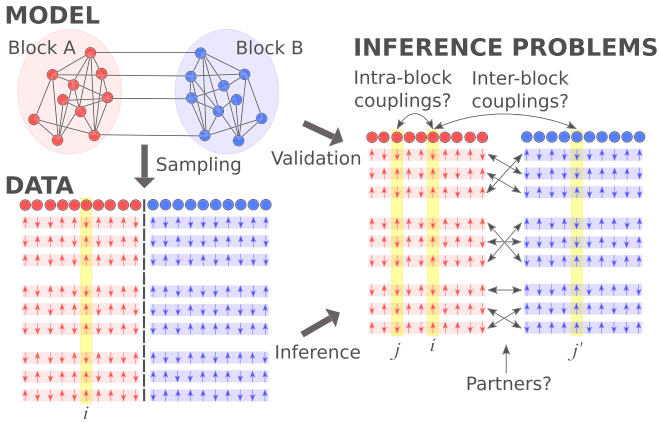 MODEL
Block A
Block B
Sampling
DATA
i
Validation
Inference
INFERENCE PROBLEMS
Intra-block
couplings?
Inter-block
couplings?
j
i
j'
Partners?